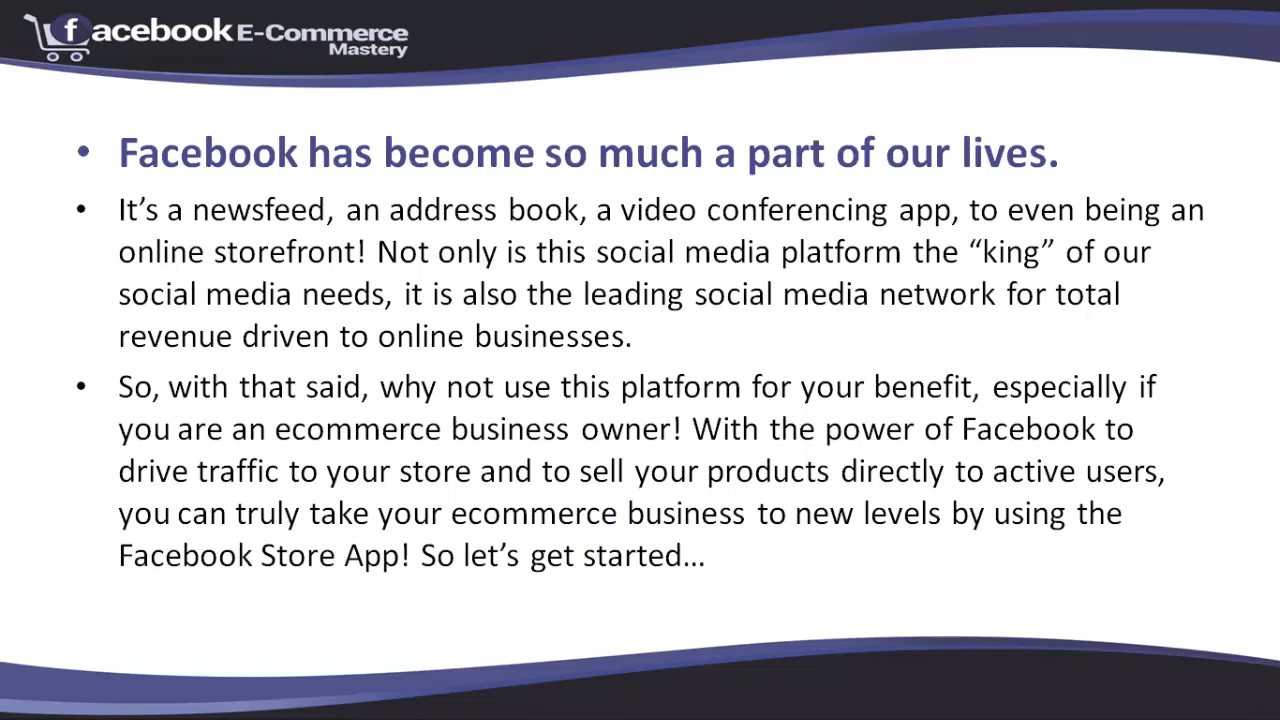 facebook E-Commerce
Mastery
• Facebook has become so much a part of our lives.
• It’s a newsfeed, an address book, a video conferencing app, to even being an
online storefront! Not only is this social media platform the “king” of our
social media needs, it is also the leading social media network for total
revenue driven to online businesses.
• So, with that said, why not use this platform for your benefit, especially if
you are an ecommerce business owner! With the power of Facebook to
drive traffic to your store and to sell your products directly to active users,
you can truly take your ecommerce business to new levels by using the
Facebook Store App! So let’s get started...